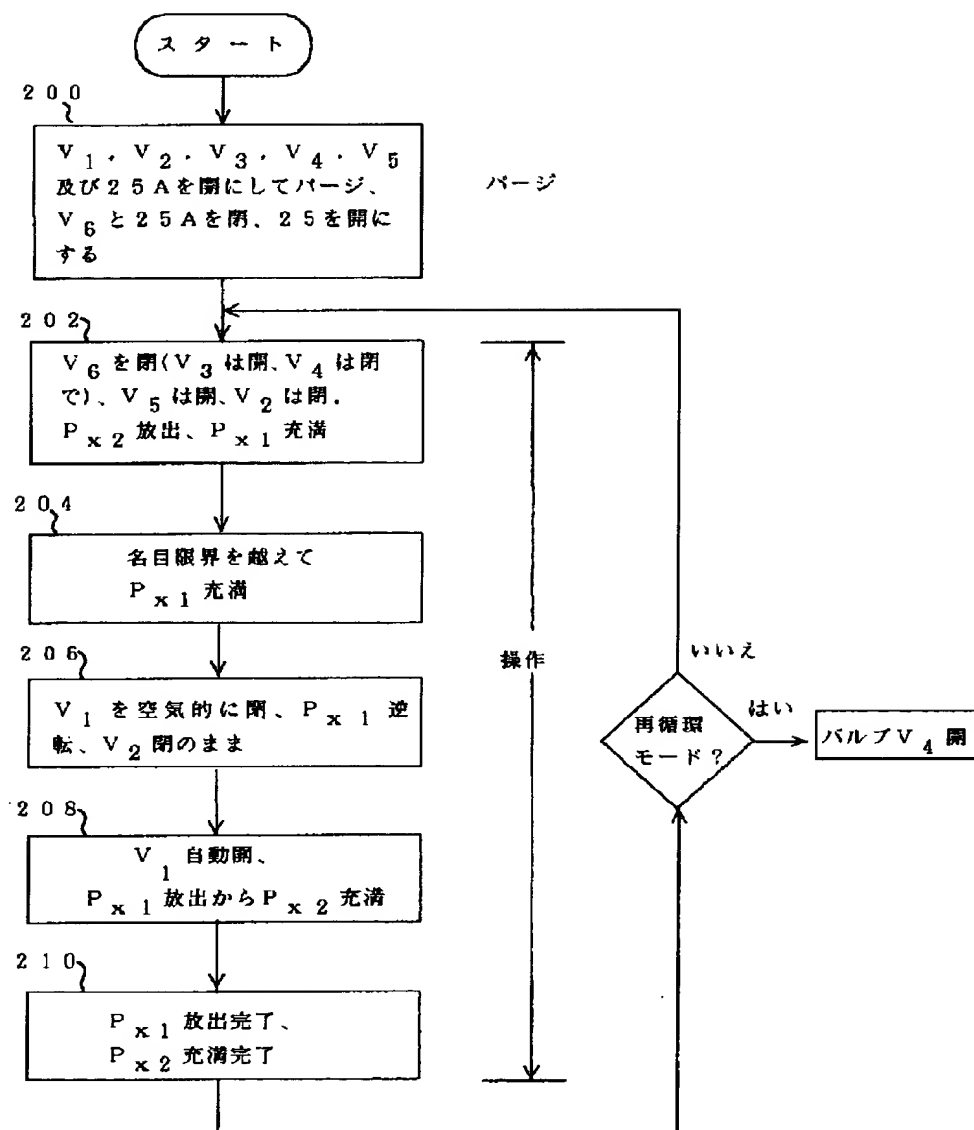 スタート
200
V1, V2, V3, V4, V5
及び25Aを開にしてパージ、
V6と25Aを閉、25を開に
する
パージ
202
V6を閉(V3は開、V4は閉
で)、V5は開、V2は閉.
Px2放出、Px1充満
204
名目限界を越えて
Px1充満
206
V1を空気的に閉、Px1逆
転、V2閉のまま
208
V1自動開、
Px1放出からPx2充満
210
Px1放出完了、
Px2充満完了
操作
いいえ
再循環
モード?
はい
バルブV4開